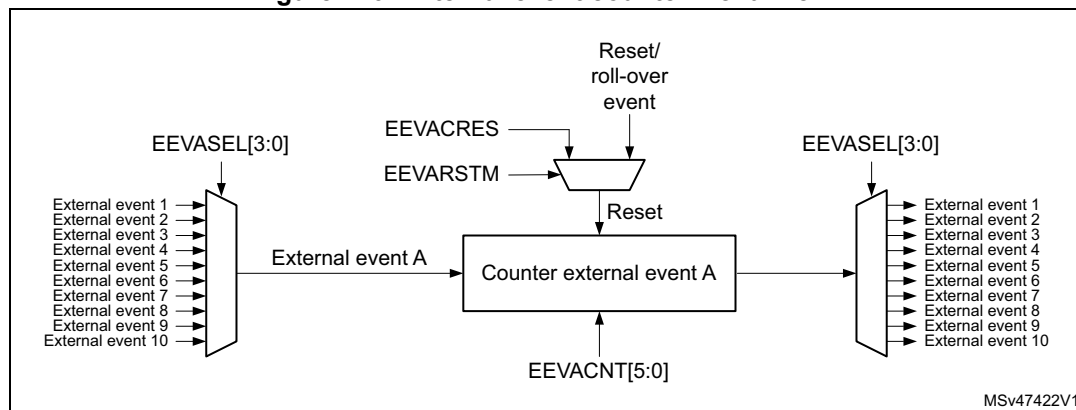 Reset/
roll-over
event
EEVACRES
EEVASEL[3:0]
EEVASEL[3:0]
EEVARSTM
External event 1
External event 2
External event 3
External event 4
External event 5
External event 6
External event 7
External event 8
External event 9
External event 10
Reset
External event A
Counter external event A
External event 1
External event 2
External event 3
External event 4
External event 5
External event 6
External event 7
External event 8
External event 9
External event 10
EEVACNT[5:0]
MSv47422V1